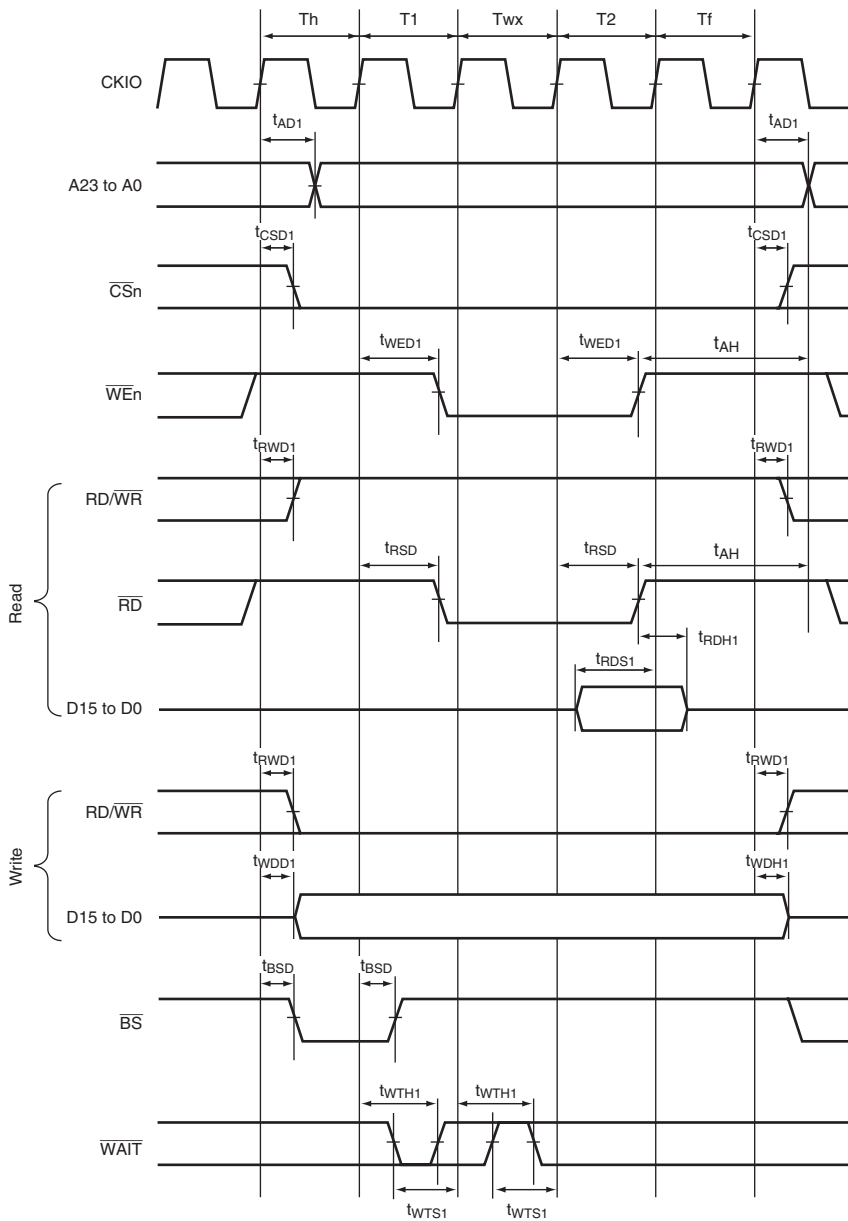 Th T1 Twx T2 Tf
CKIO
tAD1 tAD1
A23 to A0
tCSD1 tCSD1
CSn
tWED1 tWED1 tAH
WEn
tRWD1 tRWD1
RD/WR
tRSD tRSD tAH
Read
RD
tRDH1
tRDS1
D15 to D0
tRWD1 tRWD1
RD/WR
Write
tWDD1 tWDH1
D15 to D0
tBSD tBSD
BS
tWTH1 tWTH1
WAIT
tWTS1 tWTS1